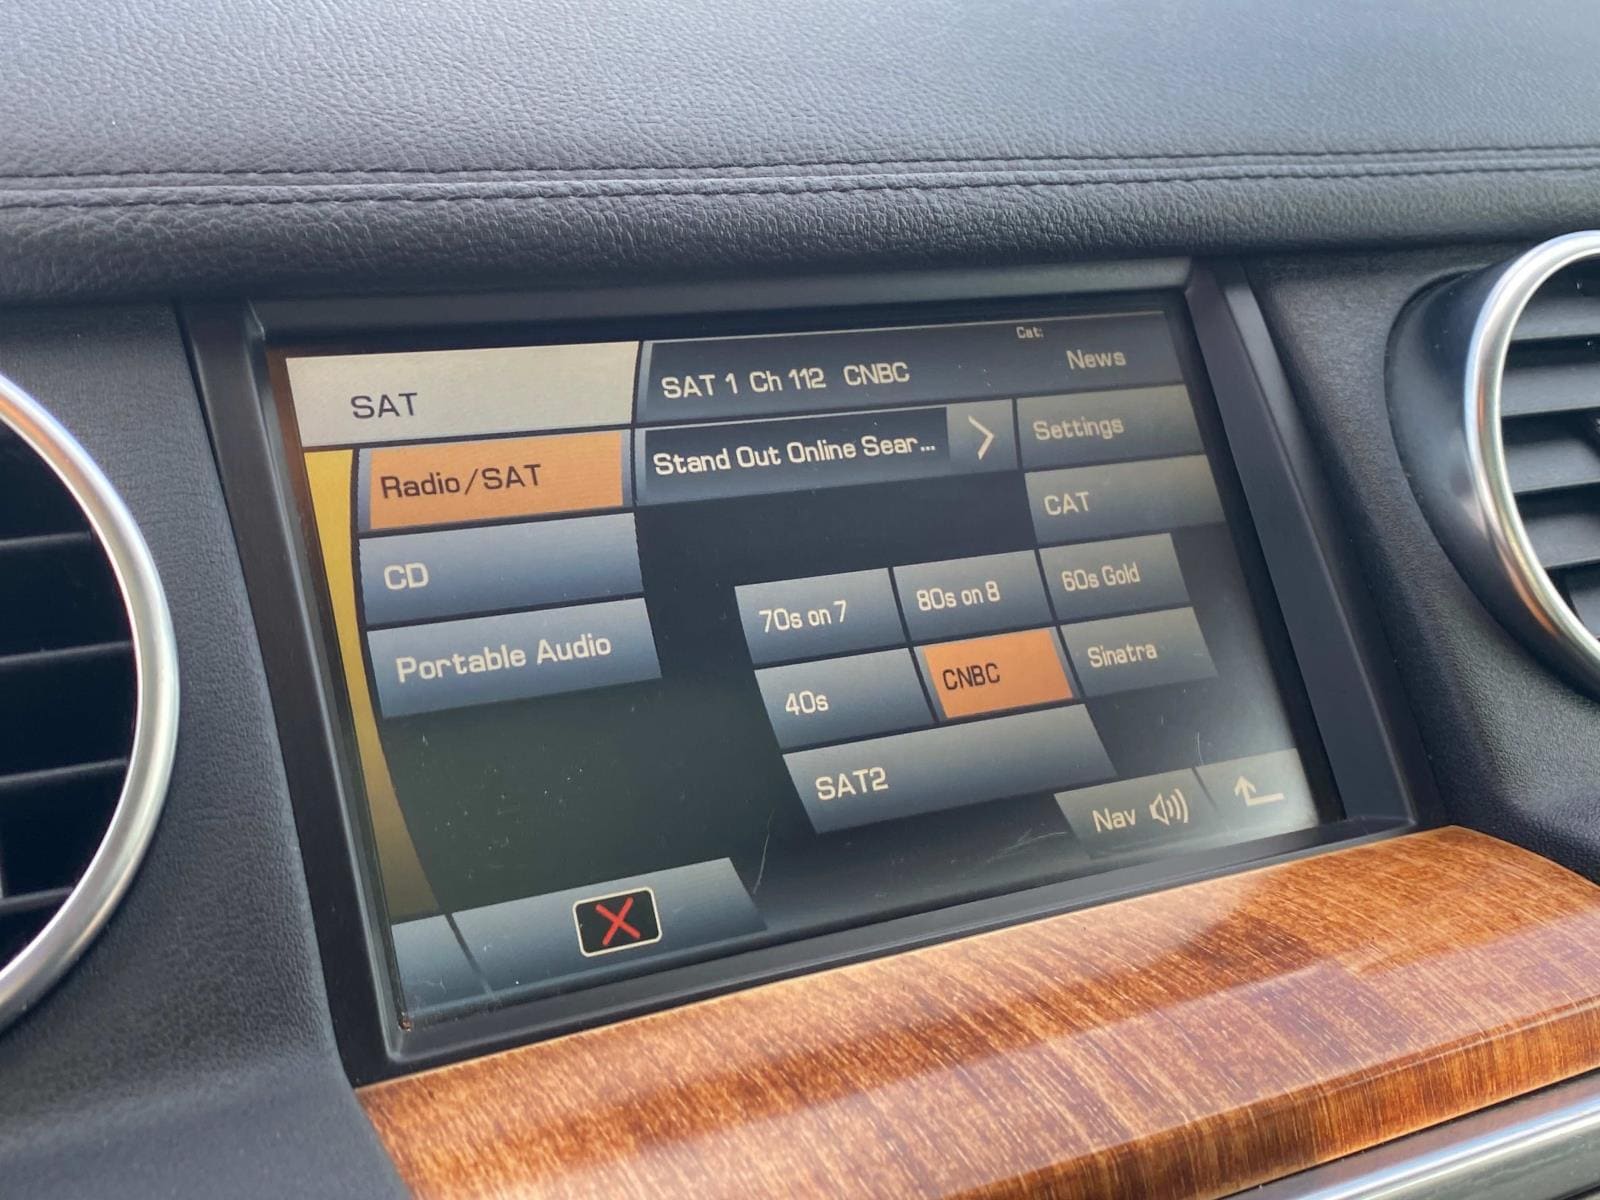 SAT
SAT 1 Ch 112 CNBC
Cat:
News
Radio/SAT
Stand Out Online Sear...
Settings
CD
CAT
Portable Audio
70s on 7
80s on 8
60s Gold
40s
CNBC
Sinatra
SAT2
Nav